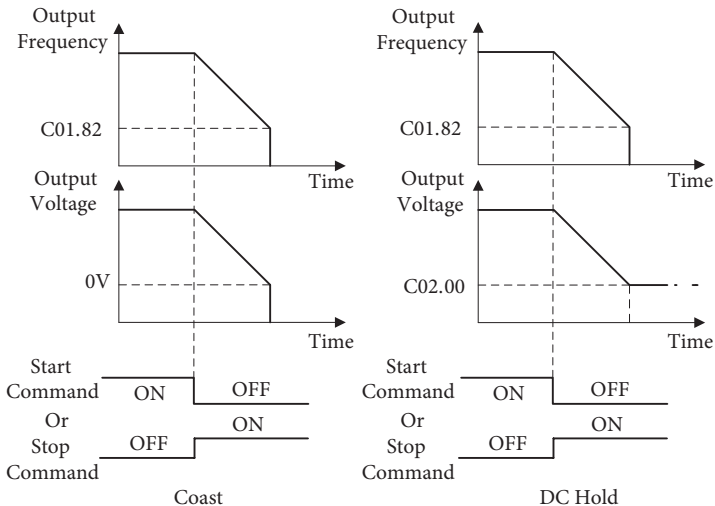 Output
Frequency
C01.82
Time
Output
Voltage
0V
Time
Start
Command
ON
OFF
Or
ON
Stop
Command
OFF
Coast
Output
Frequency
C01.82
Time
Output
Voltage
C02.00
Time
Start
Command
ON
OFF
Or
ON
Stop
Command
OFF
DC Hold